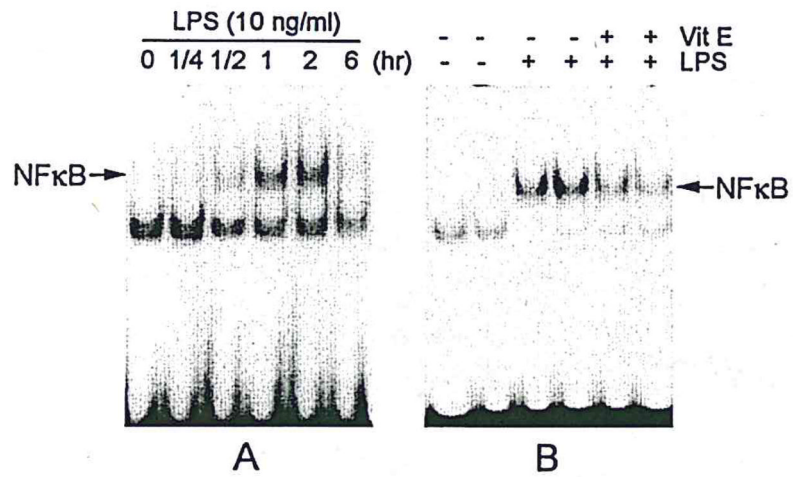 LPS (10 ng/ml)
0 1/4 1/2 1 2 6 (hr)
NFκB
A
- - - - + + Vit E
- - + + + + LPS
NFκB
B